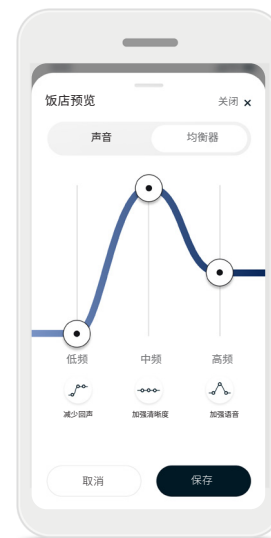 饭店预览 关闭 ×
声音 均衡器
低频 中频 高频
减少回声 加强清晰度 加强语音
取消 保存